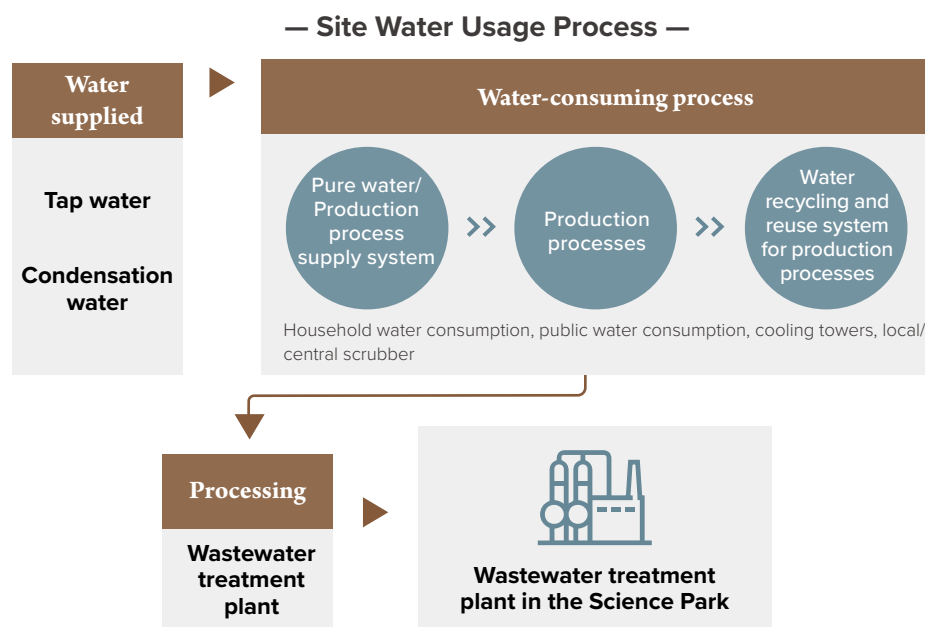 — Site Water Usage Process —
Water
supplied
Tap water
Condensation
water
Water-consuming process
Pure water/
Production
process
supply system
Production
processes
Water
recycling and
reuse system
for production
processes
Household water consumption, public water consumption, cooling towers, local/
central scrubber
Processing
Wastewater
treatment
plant
Wastewater treatment
plant in the Science Park